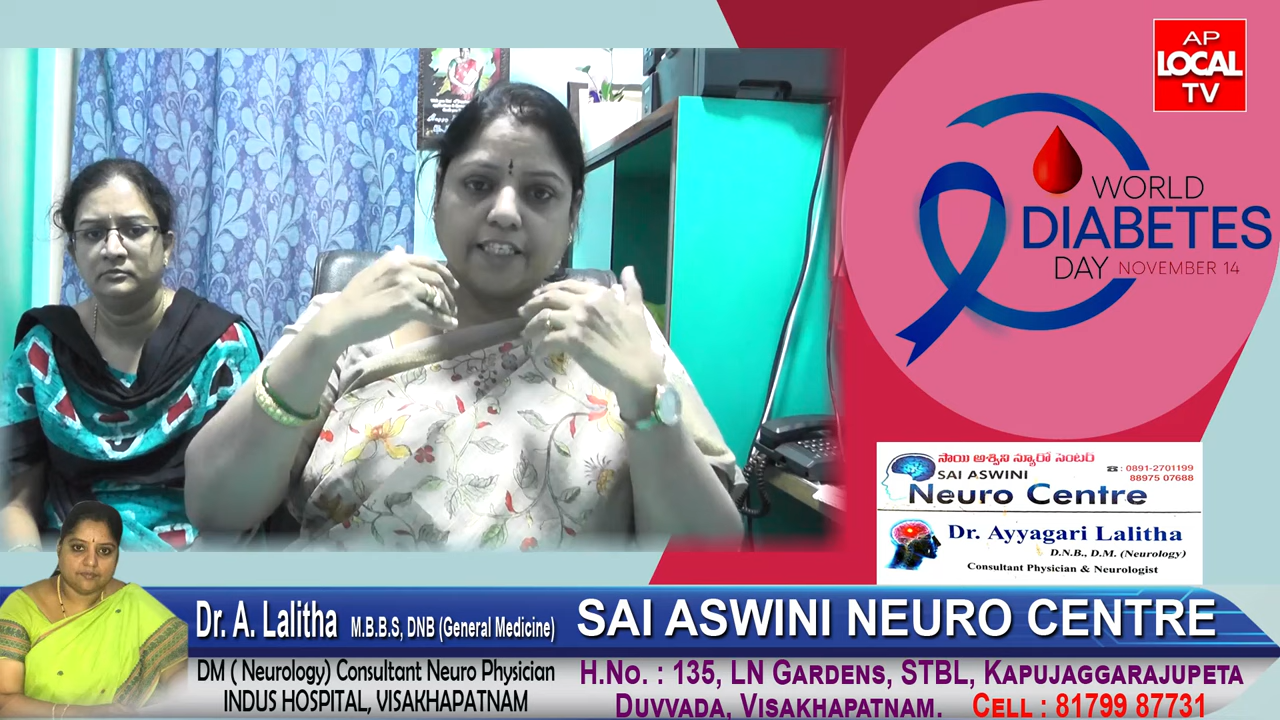 AP
LOCAL
TV
WORLD
DIABETES
DAY NOVEMBER 14
సాయి అశ్విని న్యూరో సెంటర్
SAI ASWINI
☎ : 0891-2701199
88975 07688
Neuro Centre
Dr. Ayyagari Lalitha
D.N.B., D.M. (Neurology)
Consultant Physician & Neurologist
Dr. A. Lalitha M.B.B.S, DNB (General Medicine)
DM ( Neurology) Consultant Neuro Physician
INDUS HOSPITAL, VISAKHAPATNAM
SAI ASWINI NEURO CENTRE
H.No. : 135, LN Gardens, STBL, Kapujaggarajupeta
Duvvada, Visakhapatnam. Cell : 81799 87731